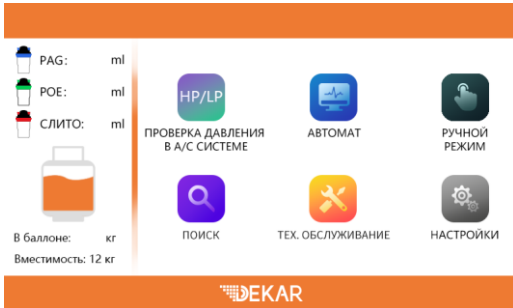 PAG: ml
POE: ml
СЛИТО: ml
В баллоне: кг
Вместимость: 12 кг
HP/LP
ПРОВЕРКА ДАВЛЕНИЯ
В А/С СИСТЕМЕ
АВТОМАТ
РУЧНОЙ
РЕЖИМ
ПОИСК
ТЕХ. ОБСЛУЖИВАНИЕ
НАСТРОЙКИ
DEKAR